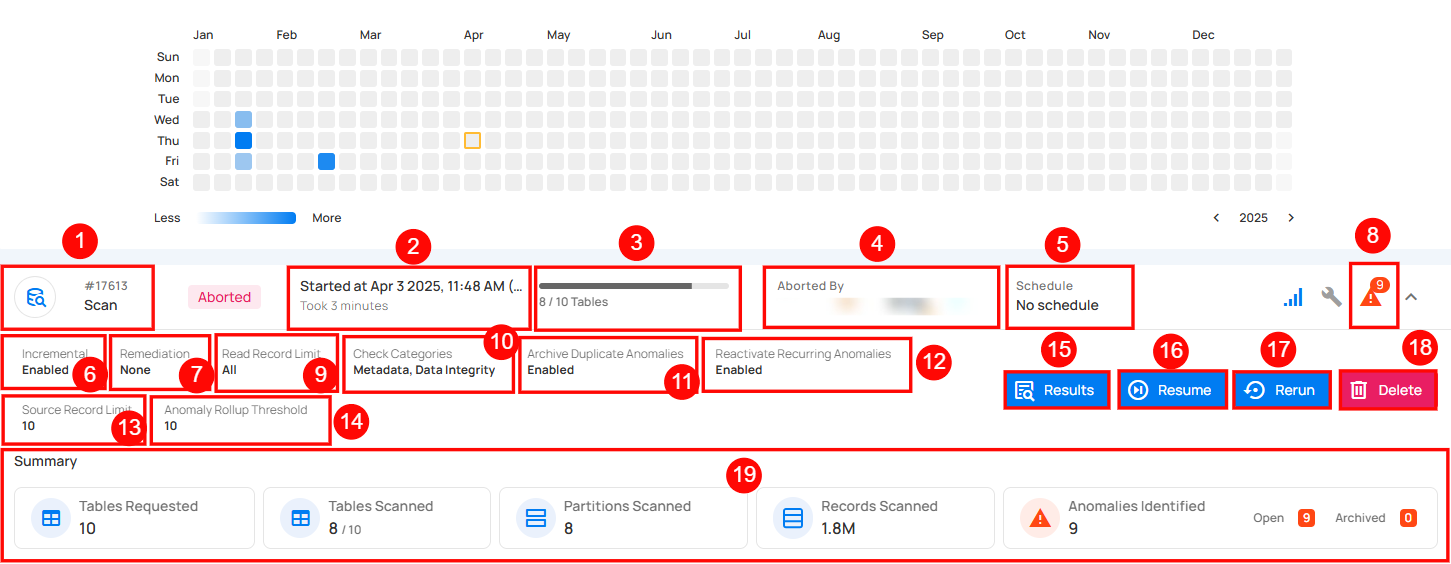 Jan Feb Mar Apr May Jun Jul Aug Sep Oct Nov Dec
Sun
Mon
Tue
Wed
Thu
Fri
Sat
Less More
2025
1 2 3 4 5 8
#17613
Scan
Aborted
Started at Apr 3 2025, 11:48 AM (...
Took 3 minutes
8 / 10 Tables
Aborted By
Schedule
No schedule
9
Incremental
Enabled
6
Remediation
None
7
Read Record Limit
All
9
Check Categories
Metadata, Data Integrity
10
Archive Duplicate Anomalies
Enabled
11
Reactivate Recurring Anomalies
Enabled
12
15 16 17 18
Results Resume Rerun Delete
Source Record Limit
10
13
Anomaly Rollup Threshold
10
14
Summary
19
Tables Requested
10
Tables Scanned
8 / 10
Partitions Scanned
8
Records Scanned
1.8M
Anomalies Identified
9
Open 9 Archived 0